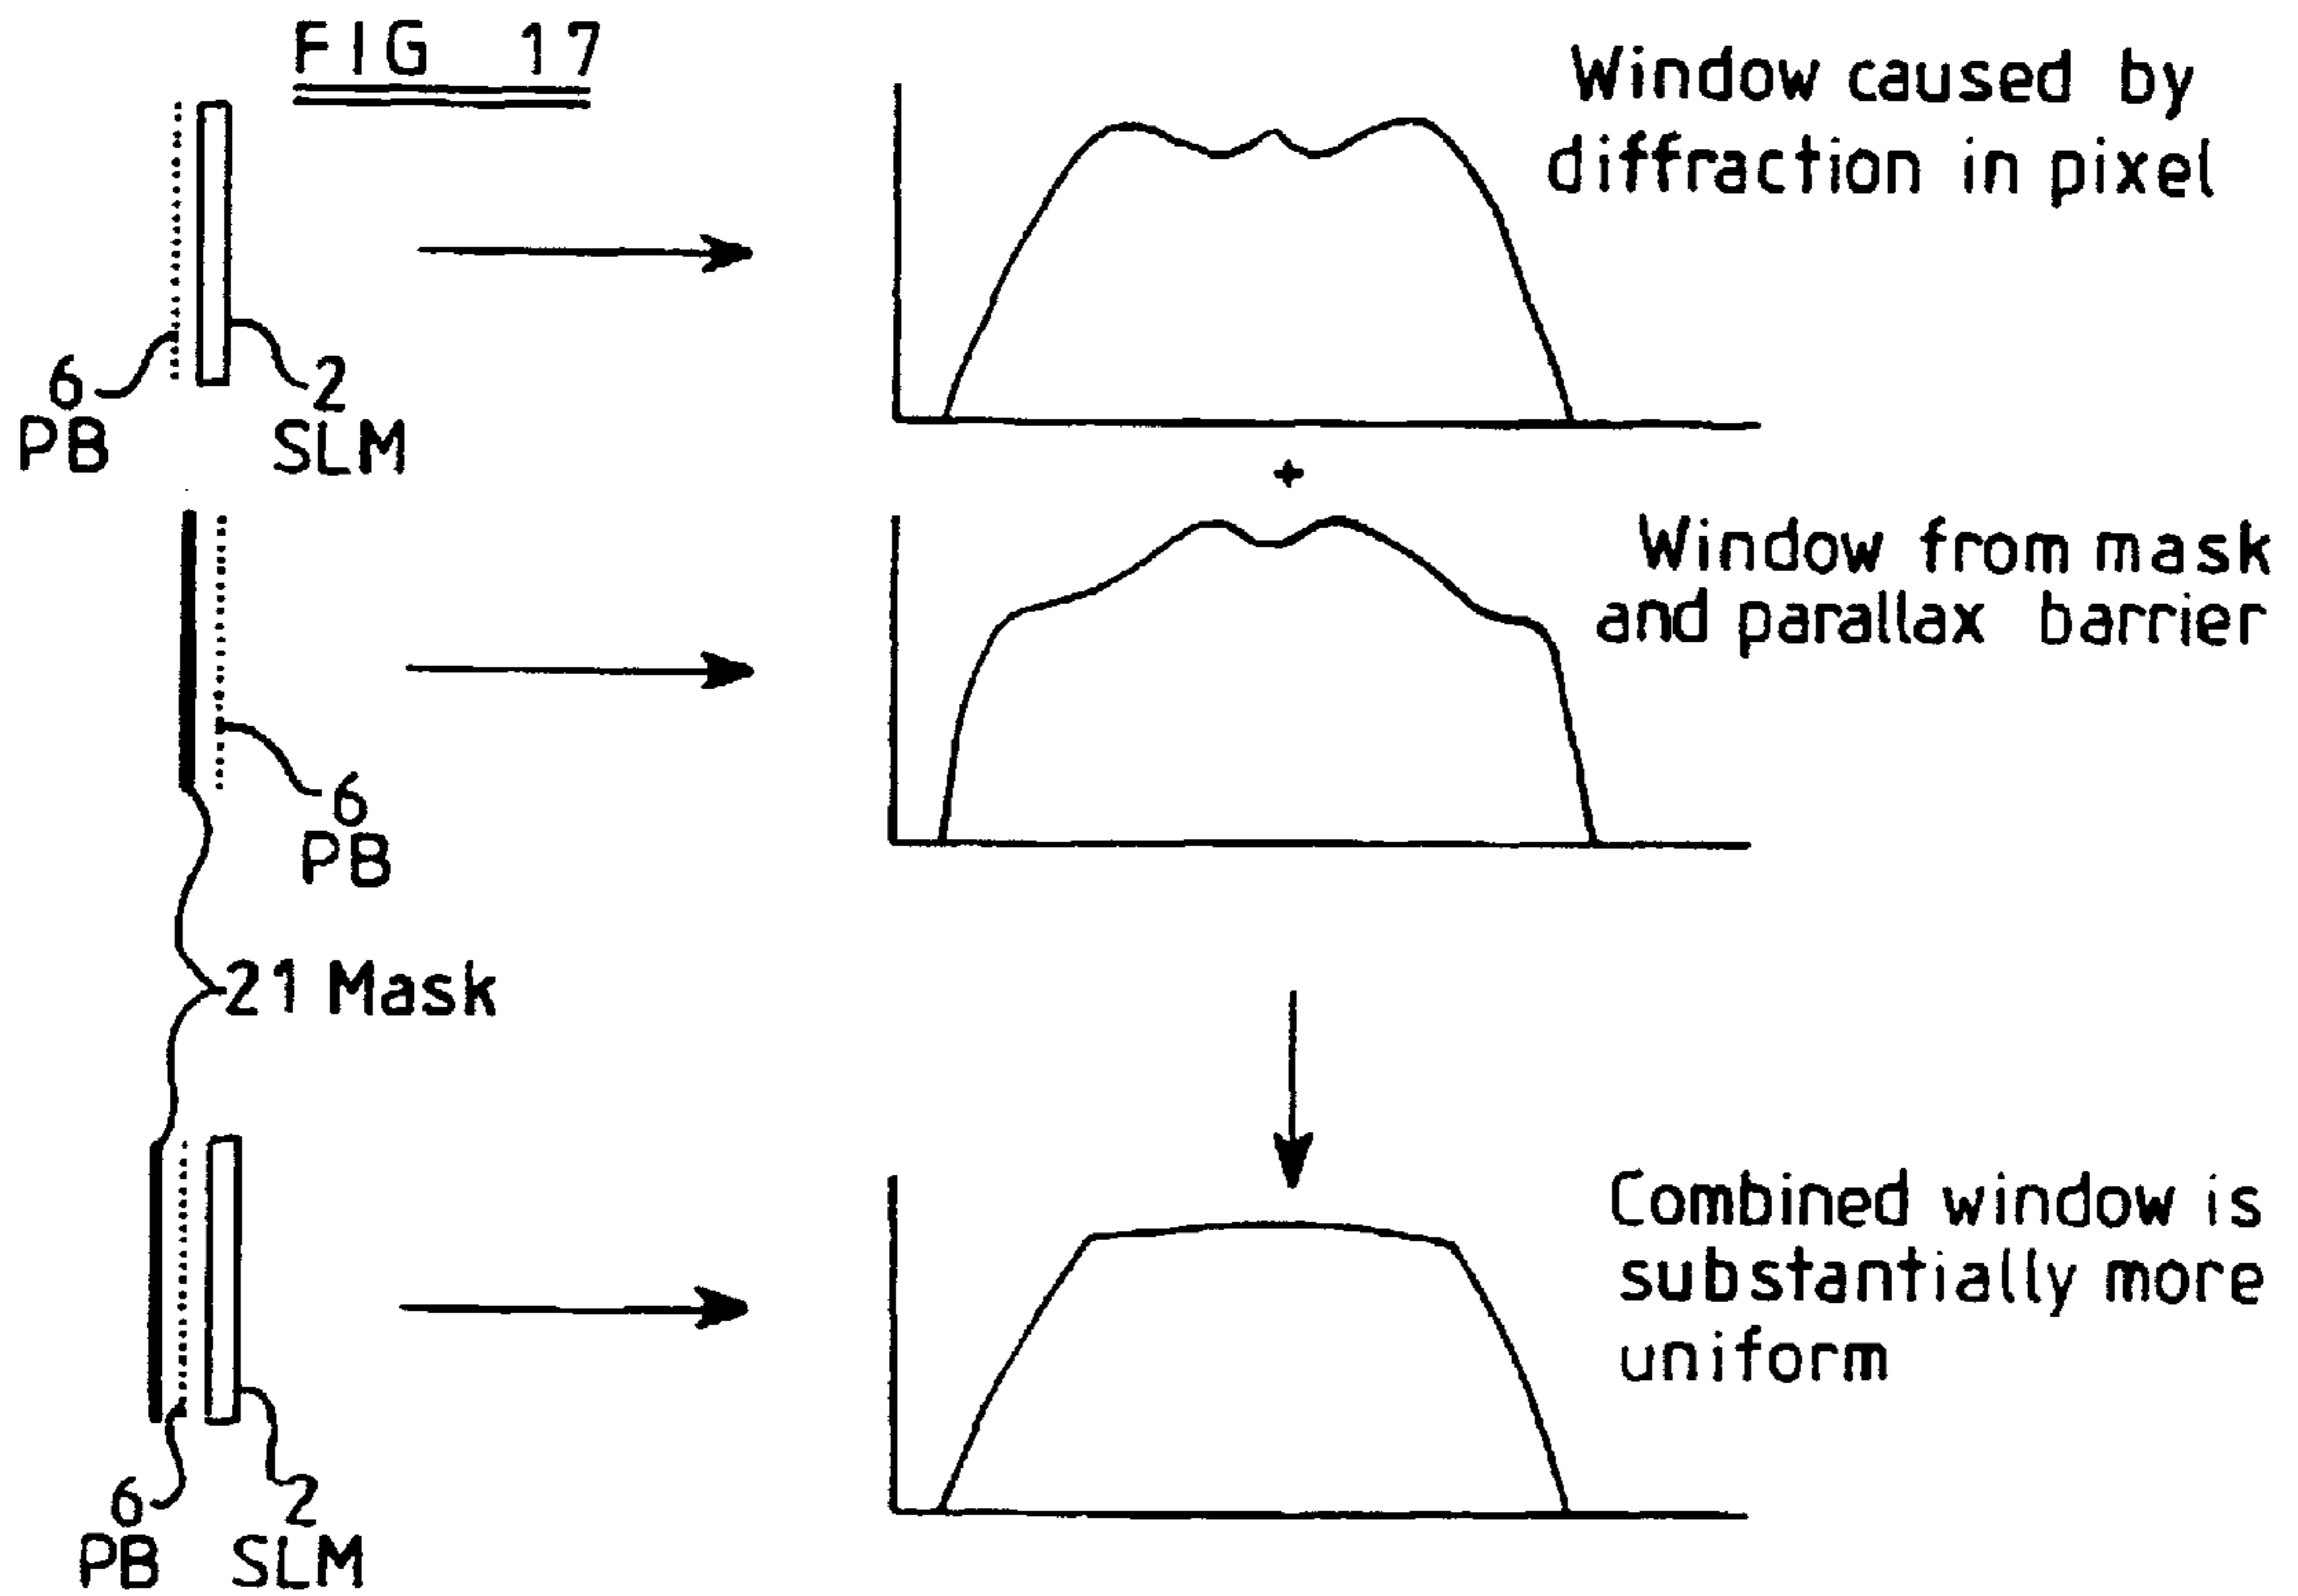 FIG 17
Window caused by
diffraction in pixel
6
PB
2
SLM
+
Window from mask
and parallax barrier
6
PB
21 Mask
Combined window is
substantially more
uniform
6
PB
2
SLM